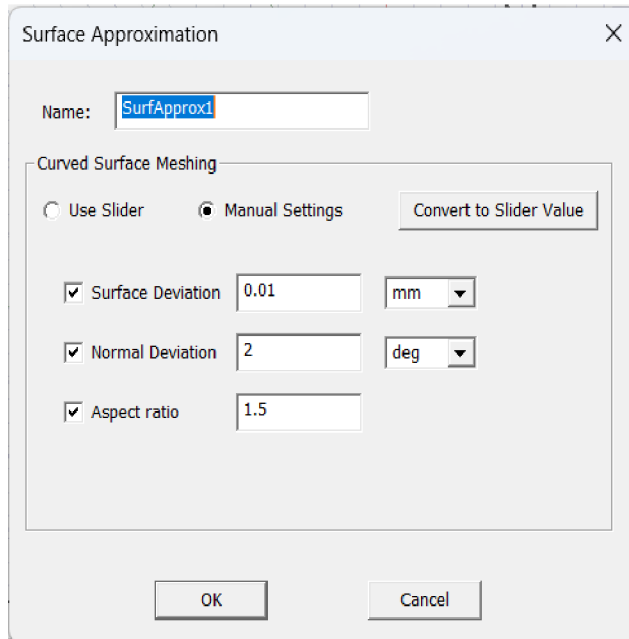 Surface Approximation
Name: SurfApprox1
Curved Surface Meshing
Use Slider Manual Settings Convert to Slider Value
Surface Deviation 0.01 mm
Normal Deviation 2 deg
Aspect ratio 1.5
OK Cancel